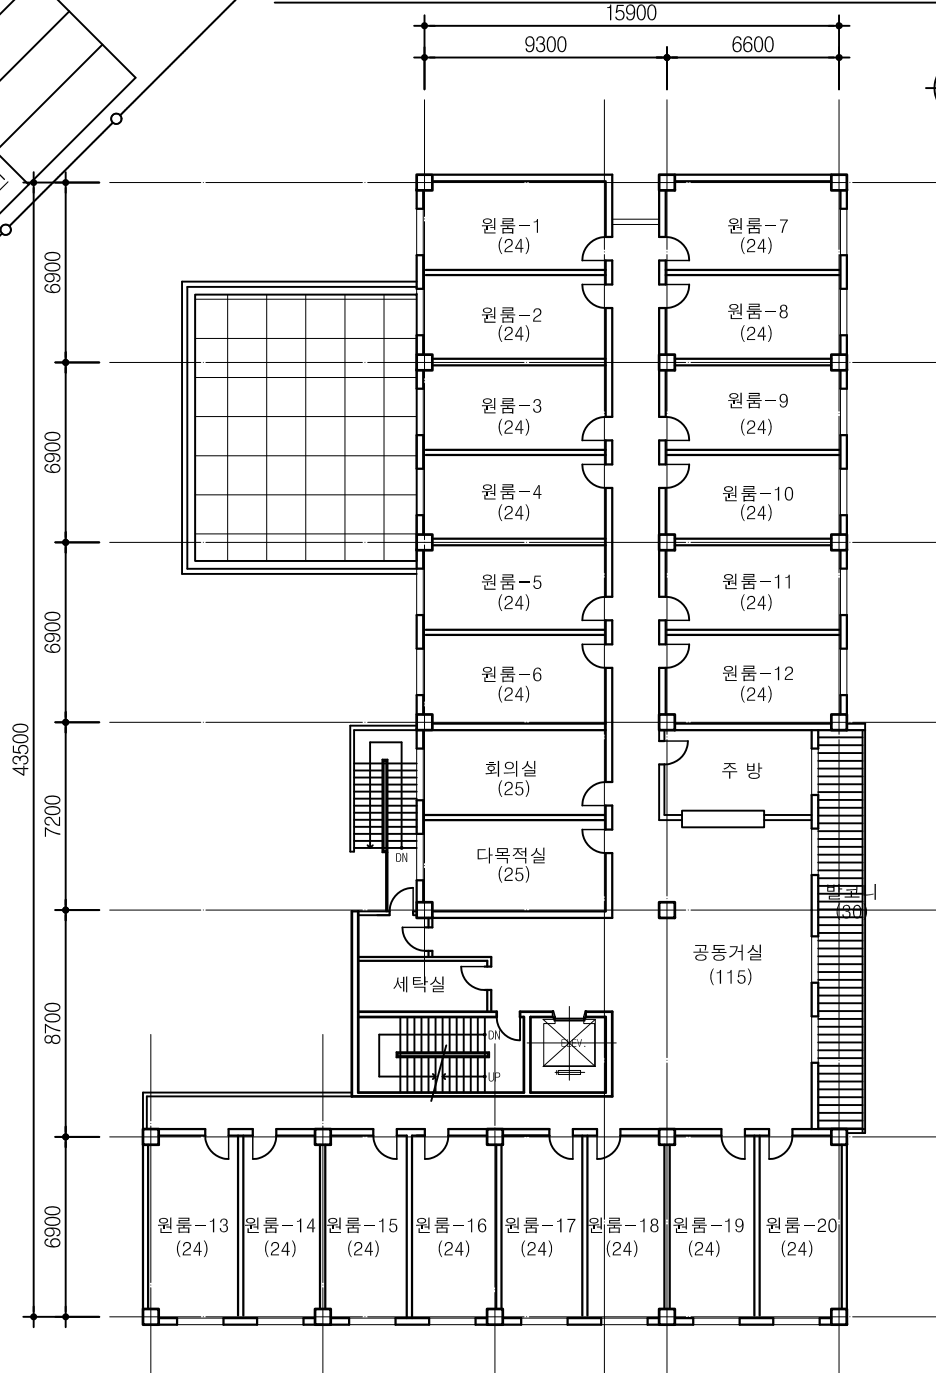 15900
9300
6600
6900
6900
6900
43500
7200
8700
6900
원룸-1
(24)
원룸-7
(24)
원룸-2
(24)
원룸-8
(24)
원룸-3
(24)
원룸-9
(24)
원룸-4
(24)
원룸-10
(24)
원룸-5
(24)
원룸-11
(24)
원룸-6
(24)
원룸-12
(24)
회의실
(25)
주 방
다목적실
(25)
DN
발코니
(30)
공동거실
(115)
세탁실
DN
UP
ELEV.
원룸-13
(24)
원룸-14
(24)
원룸-15
(24)
원룸-16
(24)
원룸-17
(24)
원룸-18
(24)
원룸-19
(24)
원룸-20
(24)